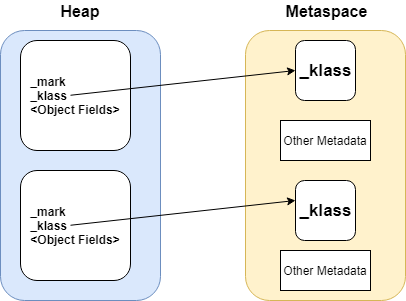 Heap
_mark
_klass
<Object Fields>
_mark
_klass
<Object Fields>
Metaspace
_klass
Other Metadata
_klass
Other Metadata